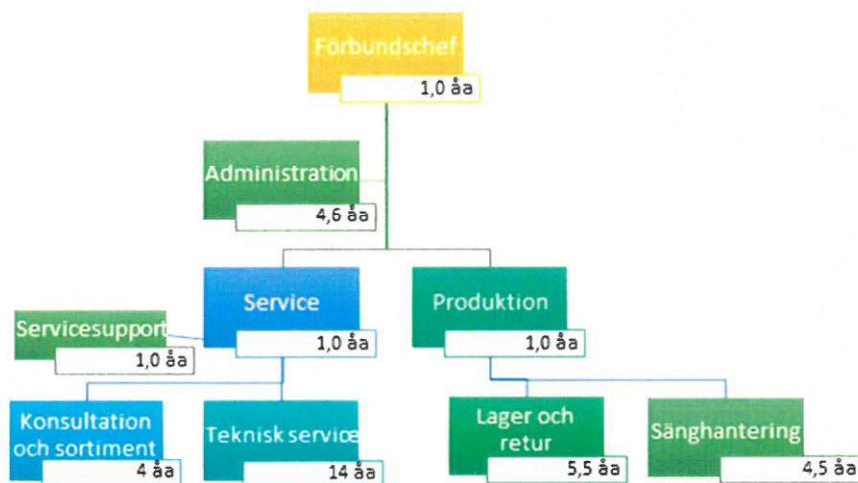 Förbundschef
1,0 åa
Administration
4,6 åa
Service
1,0 åa
Produktion
1,0 åa
Servicesupport
1,0 åa
Konsultation
och sortiment
4 åa
Teknisk service
14 åa
Lager och
retur
5,5 åa
Sänghantering
4,5 åa